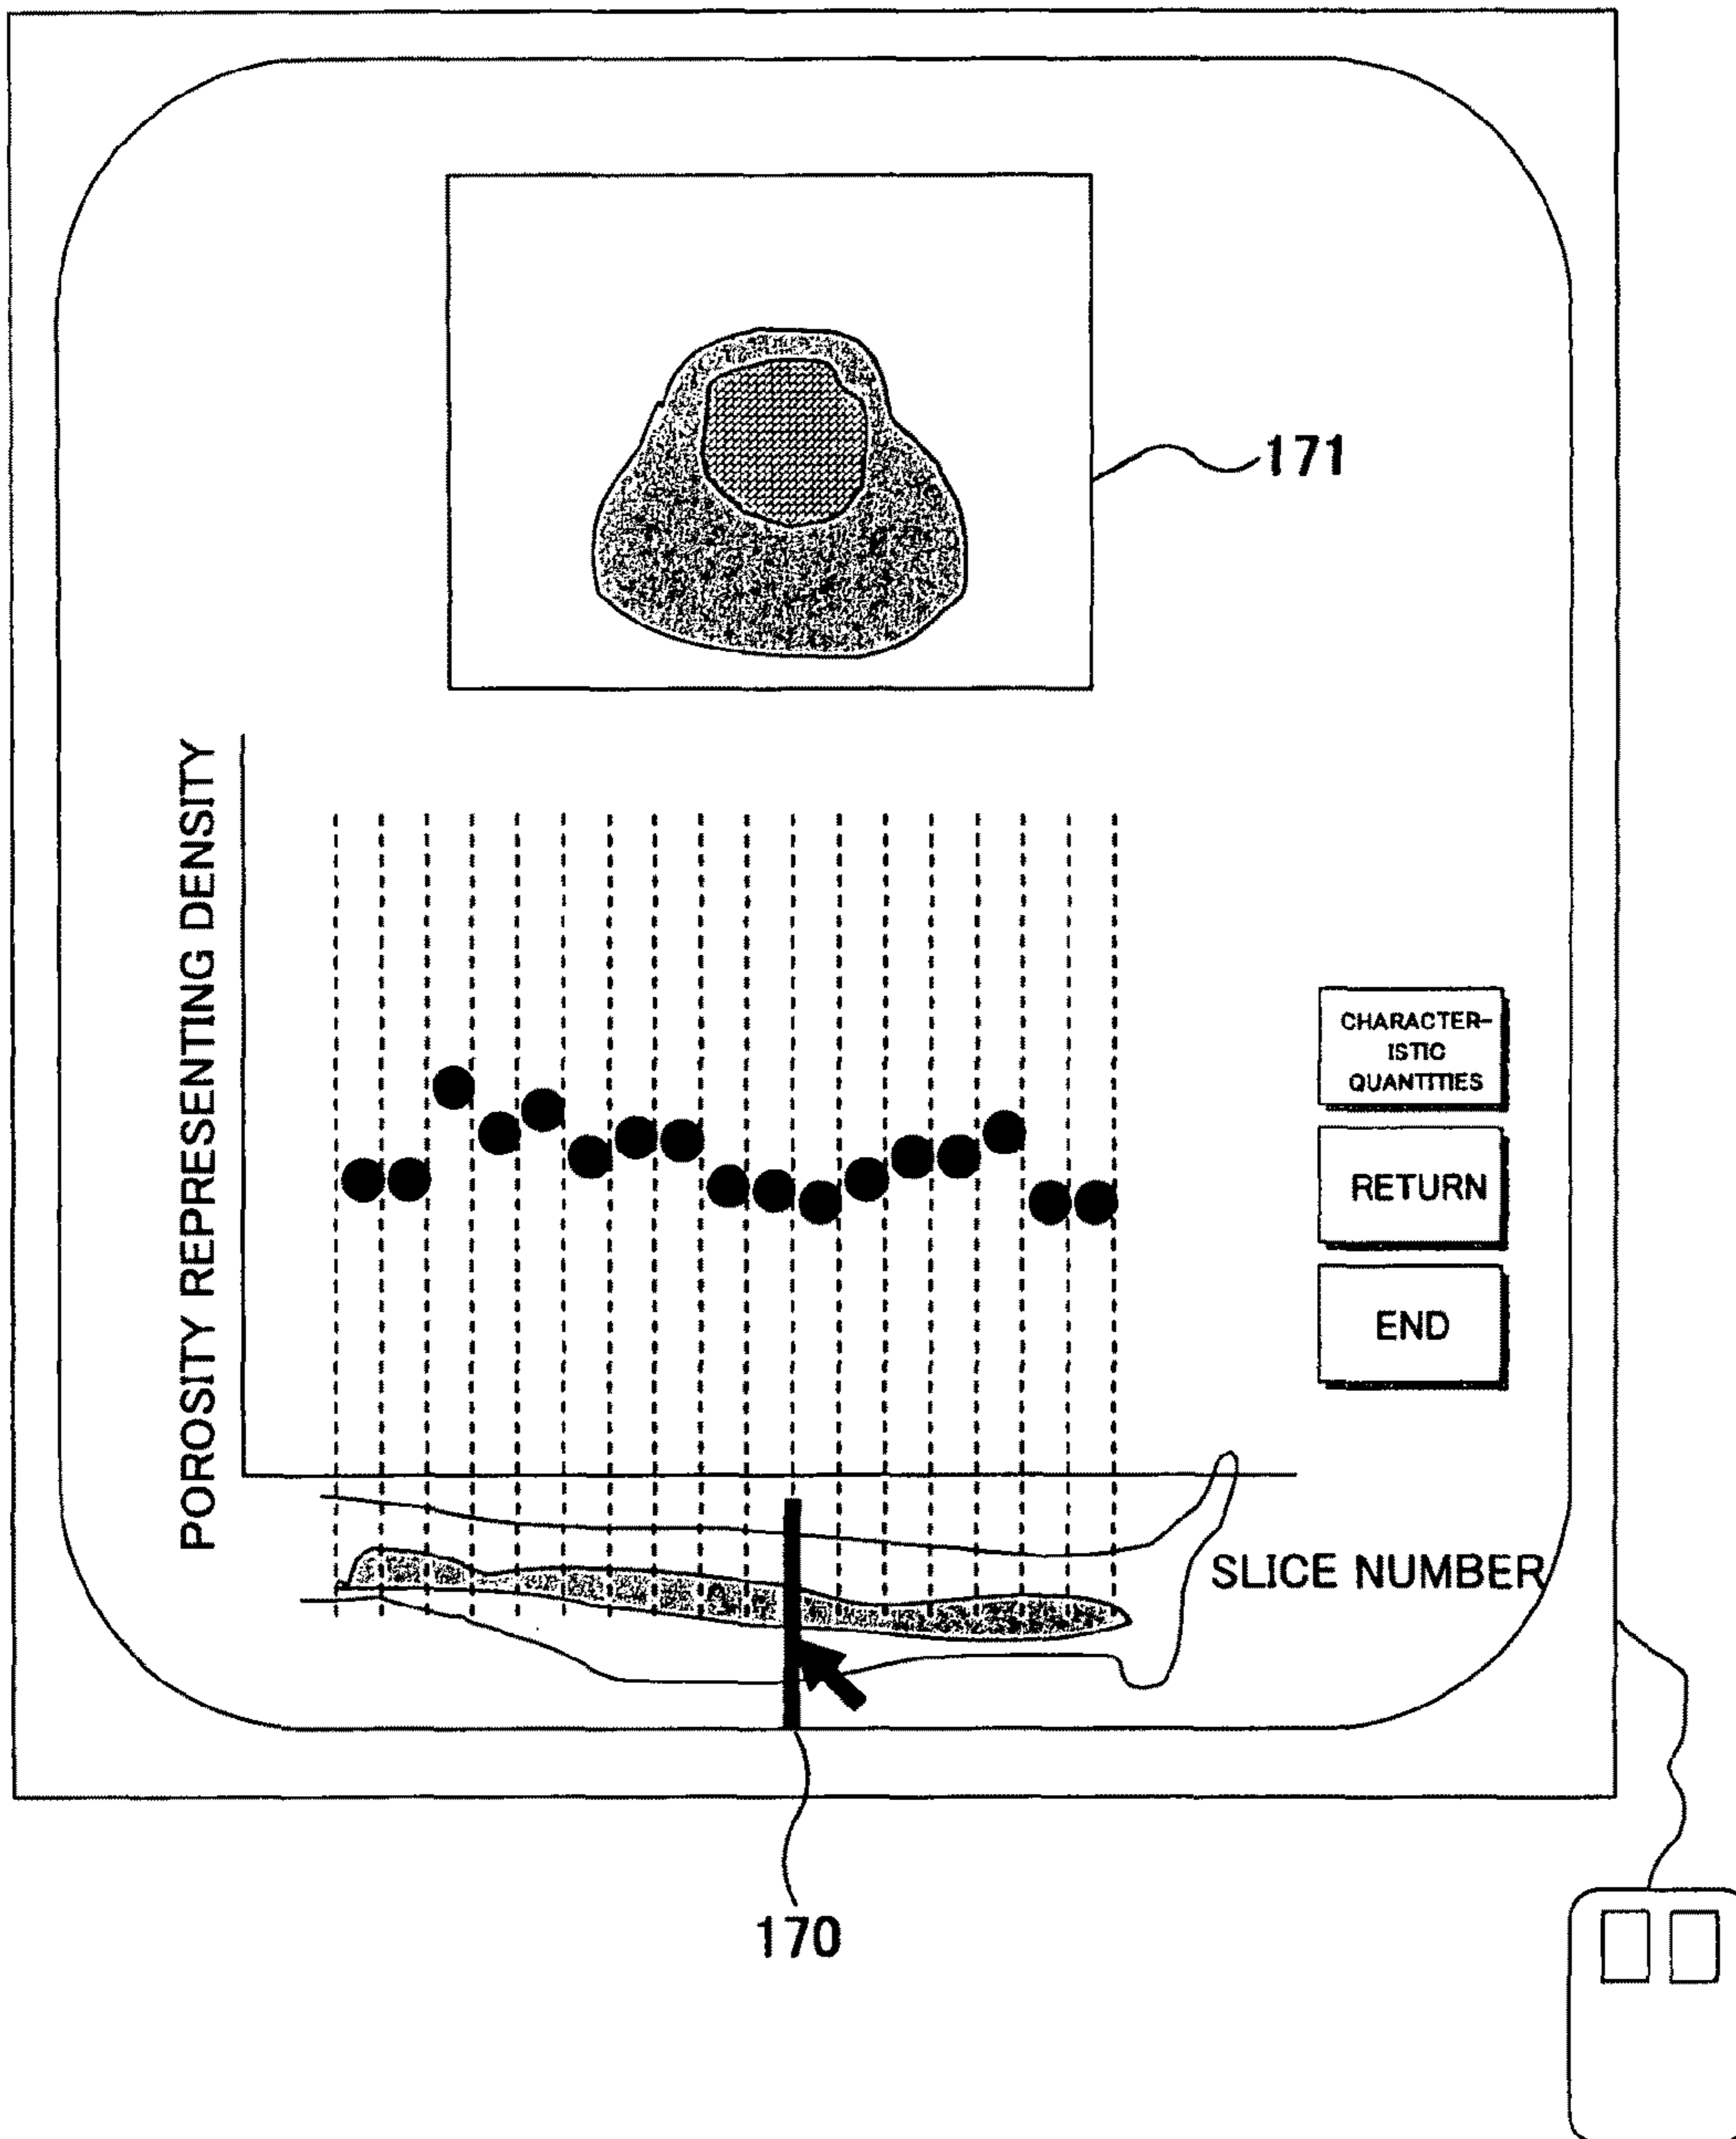 171
POROSITY REPRESENTING DENSITY
CHARACTER-
ISTIC
QUANTITIES
RETURN
END
SLICE NUMBER
170